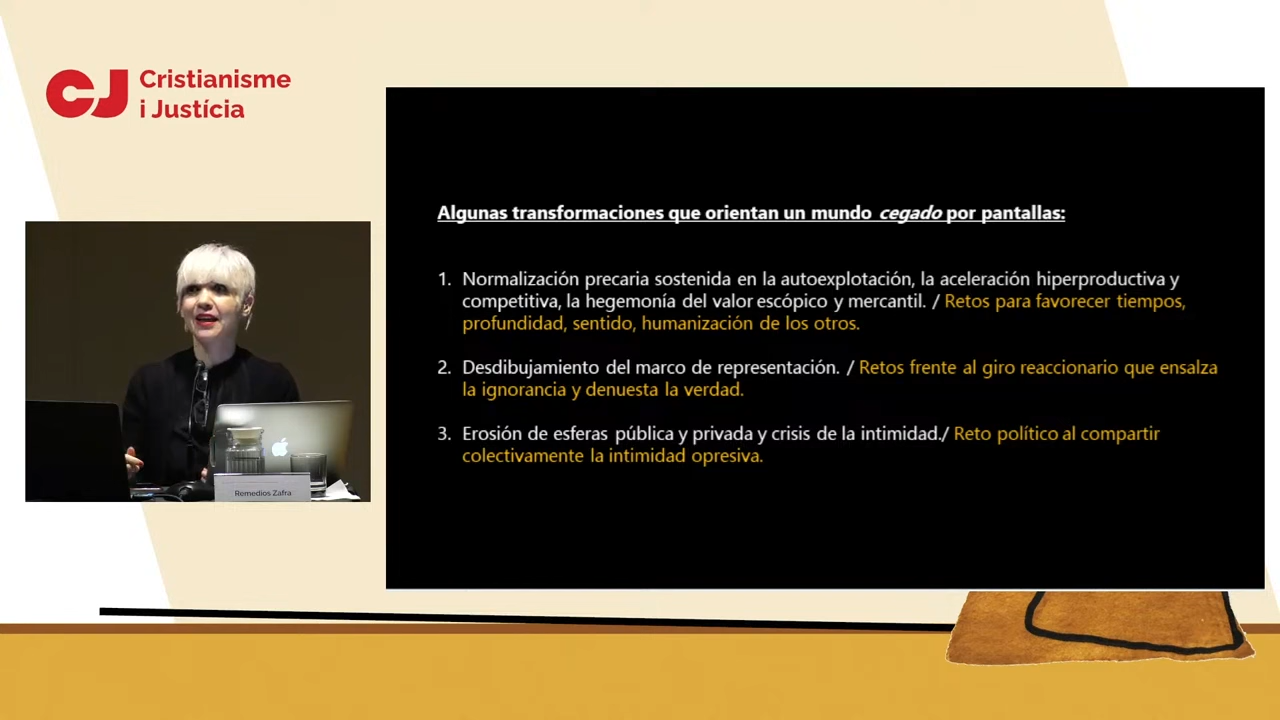 Cristianisme
i Justícia
Algunas transformaciones que orientan un mundo cegado por pantallas:
1. Normalización precaria sostenida en la autoexplotación, la aceleración hiperproductiva y
competitiva, la hegemonía del valor escópico y mercantil. / Retos para favorecer tiempos,
profundidad, sentido, humanización de los otros.
2. Desdibujamiento del marco de representación. / Retos frente al giro reaccionario que ensalza
la ignorancia y denuesta la verdad.
3. Erosión de esferas pública y privada y crisis de la intimidad./ Reto político al compartir
colectivamente la intimidad opresiva.
Remedios Zafra